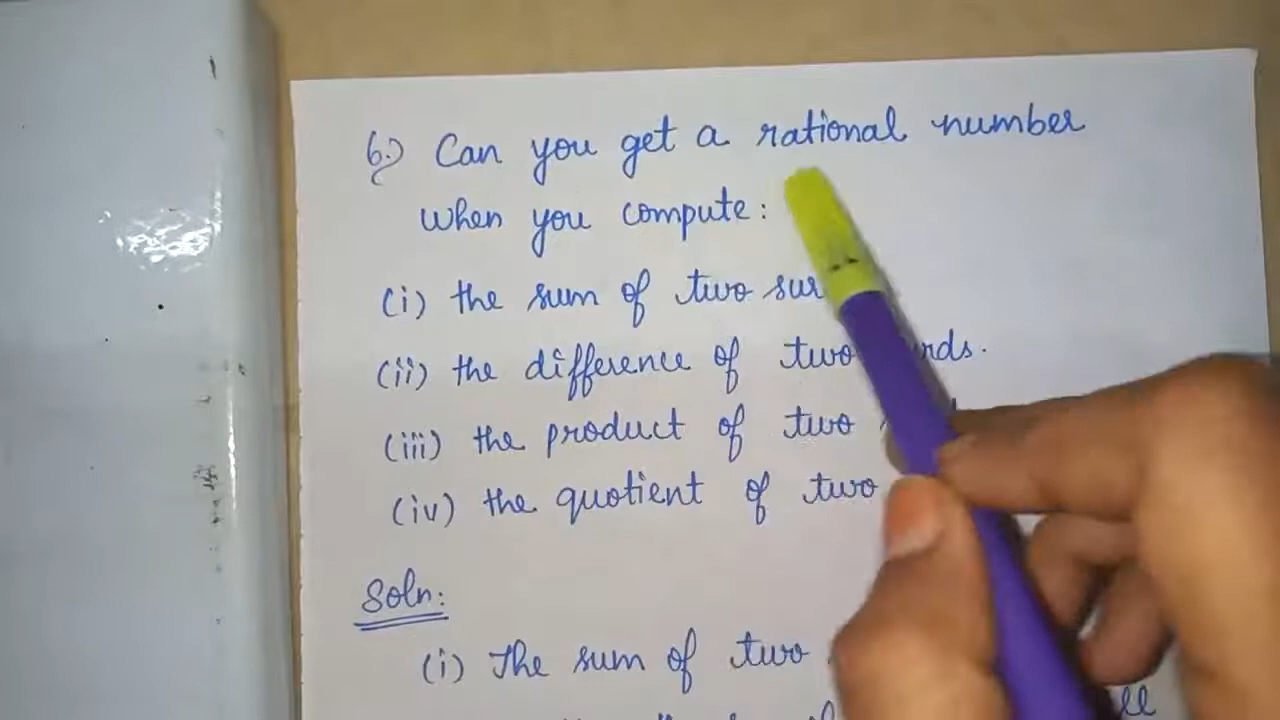 6.) Can you get a rational number
when you compute:
(i) the sum of two
(ii) the difference of two
(iii) the product of two
(iv) the quotient of two
Soln:
(i) The sum of two